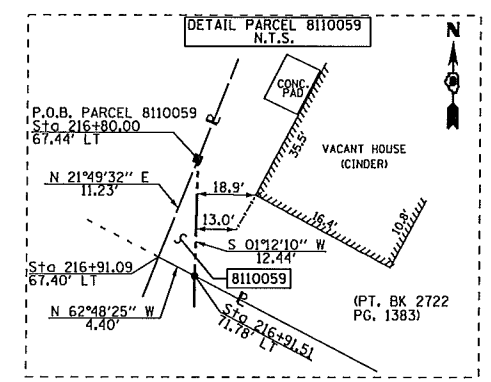 DETAIL PARCEL 8110059
N.T.S.
N
CONC.
PAD
P.O.B. PARCEL 8110059
Sta 216+80.00
67.44' LT
35.5'
VACANT HOUSE
(CINDER)
N 21°49'32" E
11.23'
18.9'
13.0'
16.4'
10.8'
S 01°12'10" W
12.44'
Sta 216+91.09
67.40' LT
8110059
N 62°48'25" W
4.40'
Sta 216+91.51
71.78' LT
(PT. BK 2722
PG. 1383)